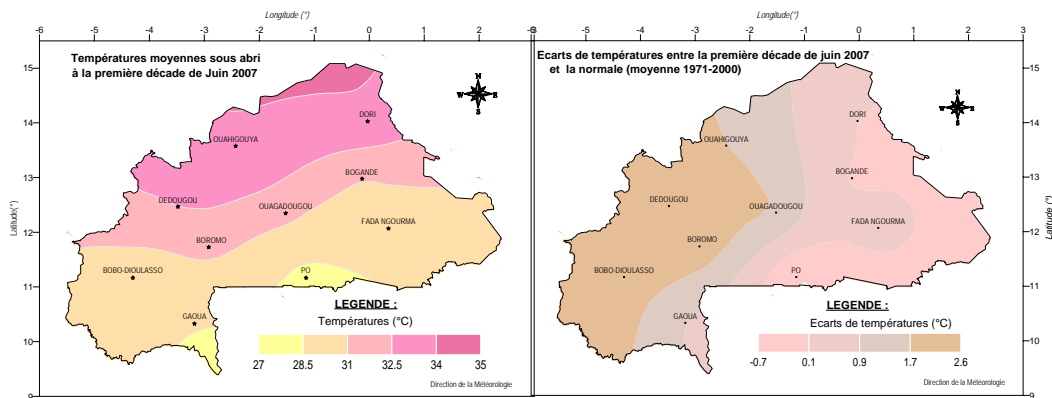 Longitude (°)
-6 -5 -4 -3 -2 -1 0 1 2
Températures moyennes sous abri
à la première décade de Juin 2007
N
W E
S
15
14
13
12
11
10
9
Latitude(°)
DORI
OUAHIGOUYA
BOGANDE
DEDOUGOU
OUAGADOUGOU
FADA NGOURMA
BOROMO
BOBO-DIOULASSO
PO
GAOUA
LEGENDE :
Températures (°C)
27 28.5 31 32.5 34 35
Direction de la Météorologie
Longitude(°)
-6 -5 -4 -3 -2 -1 0 1 2 3
Ecarts de températures entre la première décade de juin 2007
et la normale (moyenne 1971-2000)
N
W E
S
15
14
13
12
11
10
9
Latitude (°)
DORI
OUAHIGOUYA
BOGANDE
DEDOUGOU
OUAGADOUGOU
FADA NGOURMA
BOROMO
BOBO-DIOULASSO
PO
GAOUA
LEGENDE :
Ecarts de températures (°C)
-0.7 0.1 0.9 1.7 2.6
Direction de la Météorologie